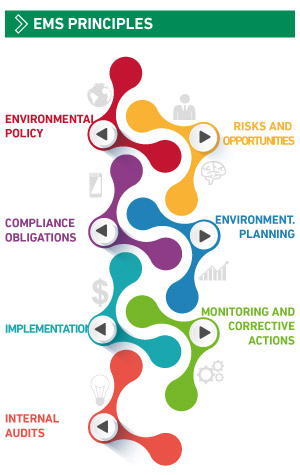 EMS PRINCIPLES
ENVIRONMENTAL
POLICY
RISKS AND
OPPORTUNITIES
COMPLIANCE
OBLIGATIONS
ENVIRONMENT.
PLANNING
IMPLEMENTATION
MONITORING AND
CORRECTIVE
ACTIONS
INTERNAL
AUDITS